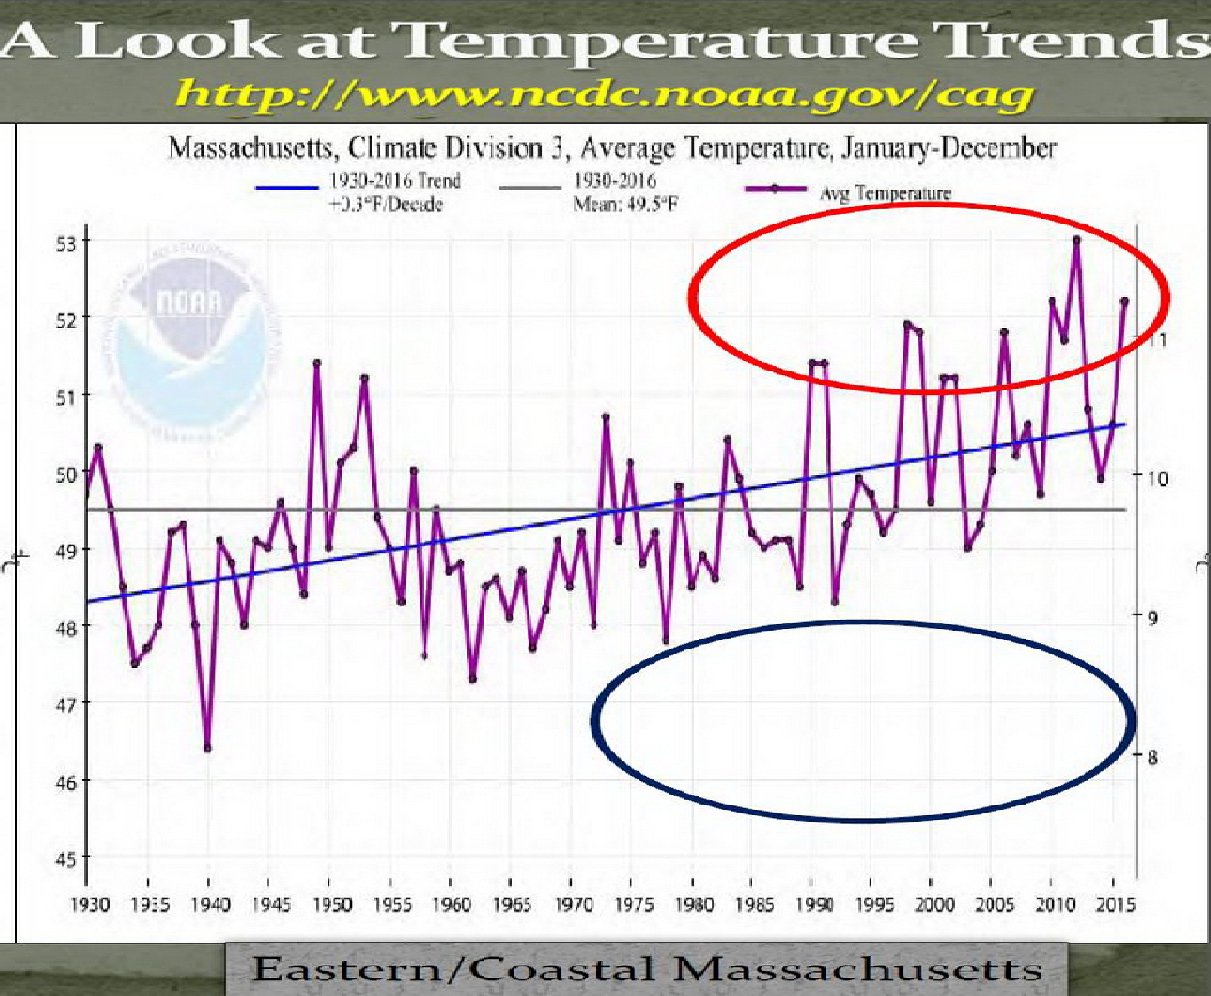 A Look at Temperature Trends
http://www.ncdc.noaa.gov/cag
Massachusetts, Climate Division 3, Average Temperature, January-December
1930-2016 Trend
+0.3°F/Decade
1930-2016
Mean: 49.5°F
Avg Temperature
53
52
51
50
49
48
47
46
45
°F
NOAA
11
10
9
8
1930 1935 1940 1945 1950 1955 1960 1965 1970 1975 1980 1985 1990 1995 2000 2005 2010 2015
Eastern/Coastal Massachusetts